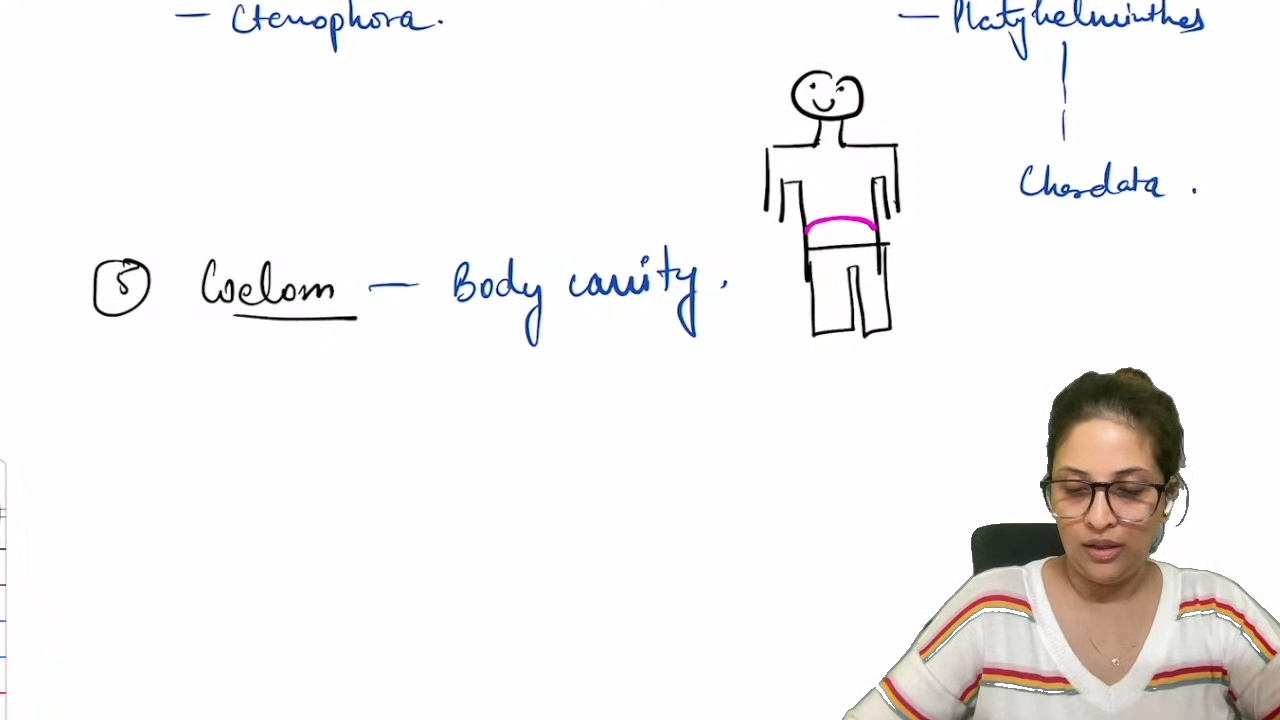 — Ctenophora.
— Platyhelminthes
Chordata .
⑤ Coelom — Body cavity.